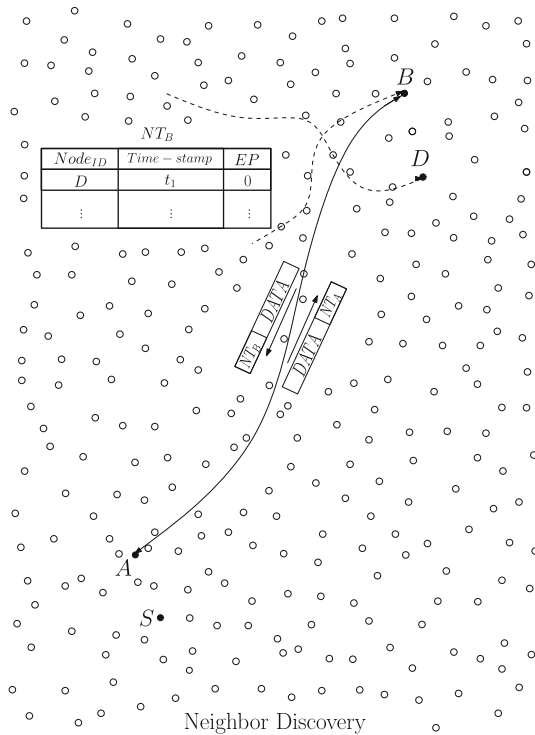 B
NT_B
D
Node_ID Time-stamp EP
D t_1 0
⋮ ⋮ ⋮
NT_B DATA
DATA NT_A
A
S
Neighbor Discovery